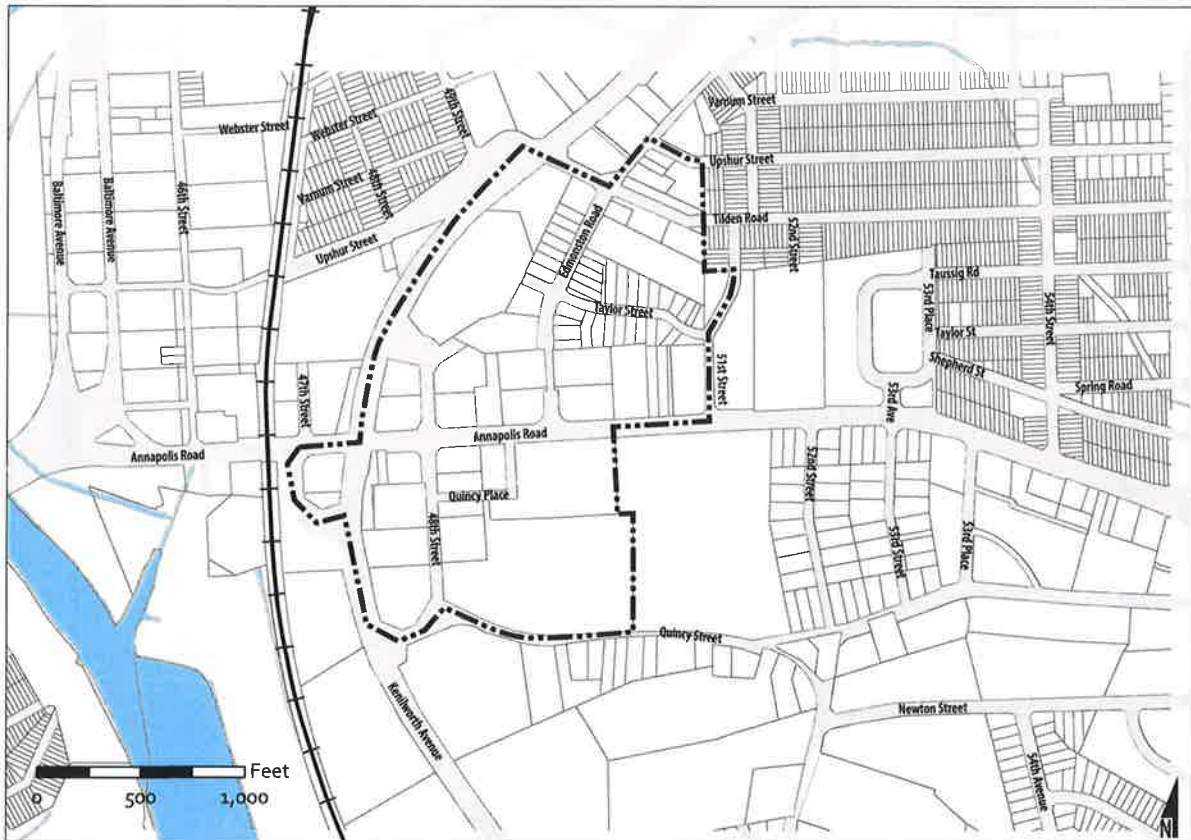 Varnum Street
49th Street
Webster Street
Webster Street
Upshur Street
Varnum Street
48th Street
Baltimore Avenue
Baltimore Avenue
46th Street
Tilden Road
52nd Street
Upshur Street
Edmonston Road
Taussig Rd
53rd Place
54th Street
Taylor Street
Taylor St
Shepherd St
51st Street
Spring Road
47th Street
53rd Ave
Annapolis Road
Annapolis Road
52nd Street
Quincy Place
48th Street
53rd Street
53rd Place
Quincy Street
Kenilworth Avenue
Newton Street
54th Avenue
Feet
0 500 1,000
N